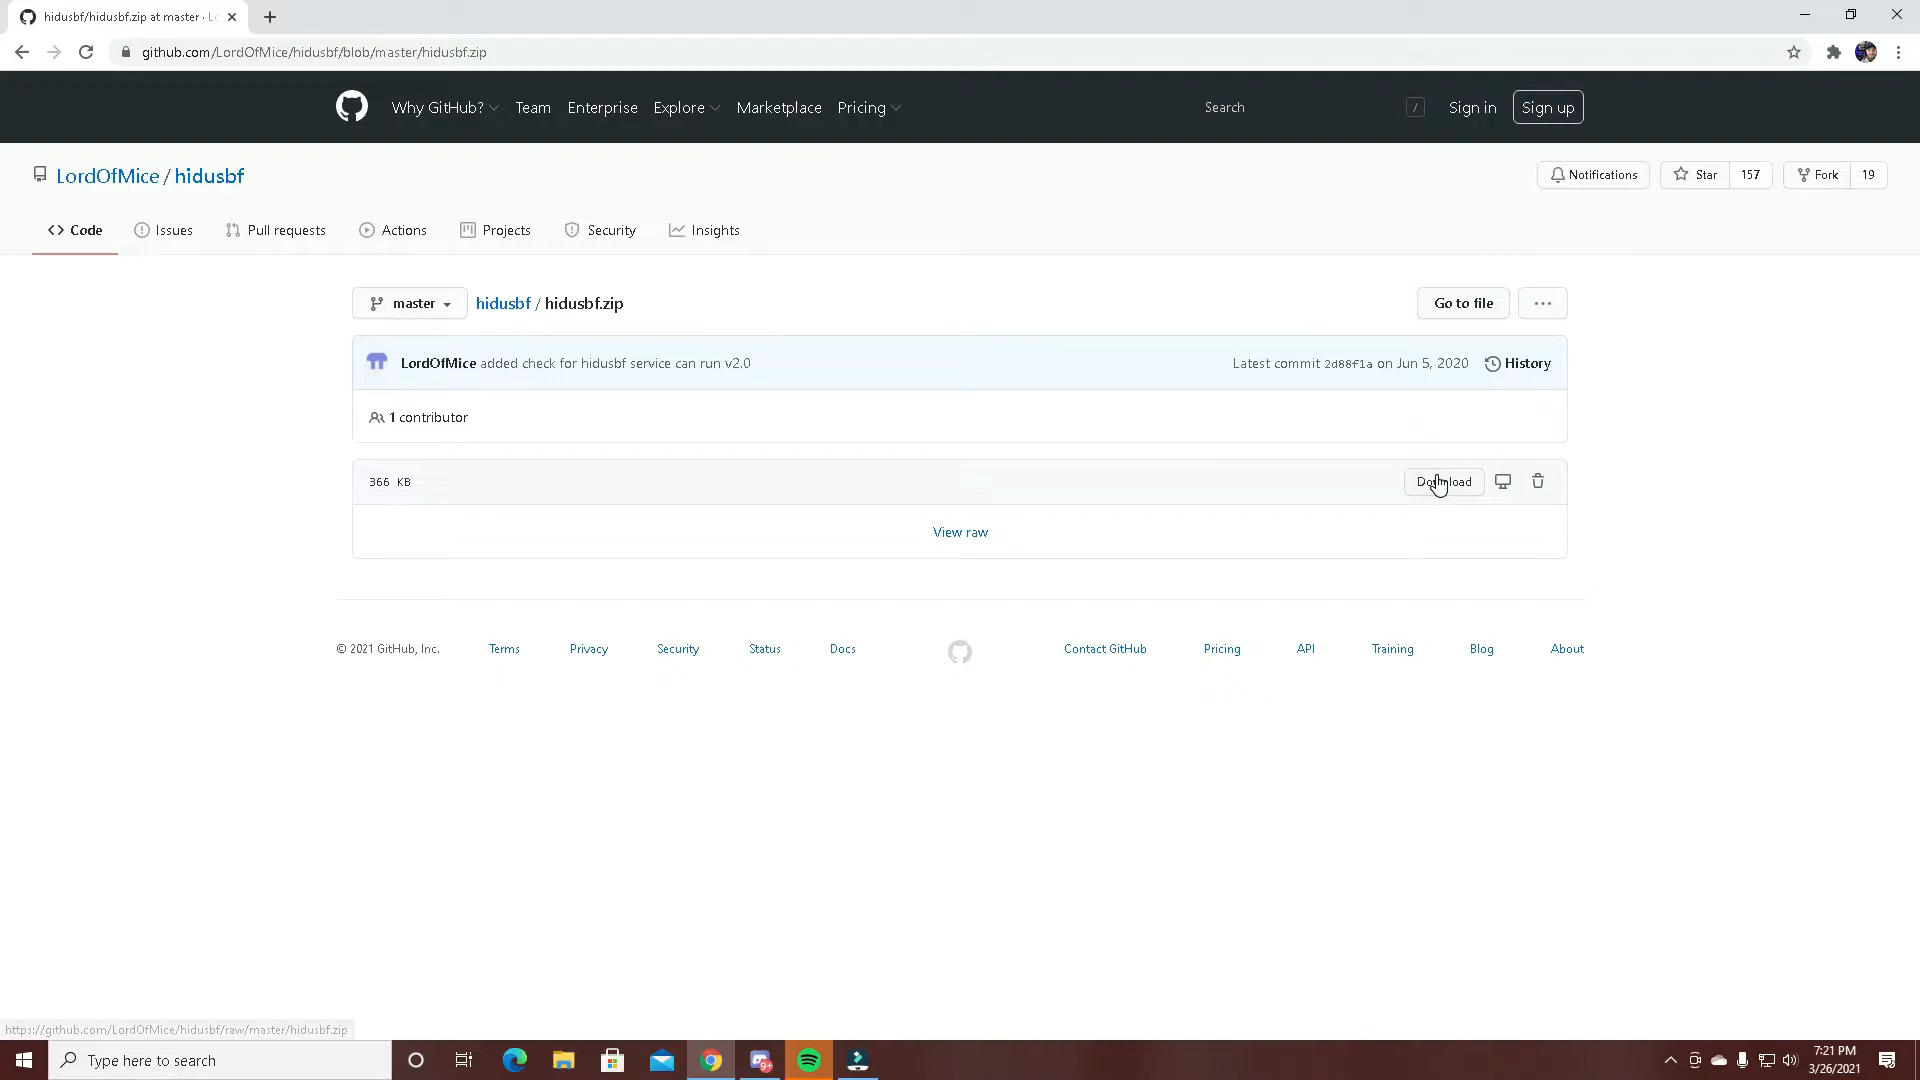 hidusbf/hidusbf.zip at master · L
github.com/LordOfMice/hidusbf/blob/master/hidusbf.zip
Why GitHub? Team Enterprise Explore Marketplace Pricing Search / Sign in Sign up
LordOfMice / hidusbf Notifications Star 157 Fork 19
<> Code Issues Pull requests Actions Projects Security Insights
master hidusbf / hidusbf.zip Go to file ...
LordOfMice added check for hidusbf service can run v2.0 Latest commit 2d88f1a on Jun 5, 2020 History
1 contributor
366 KB Download
View raw
© 2021 GitHub, Inc. Terms Privacy Security Status Docs Contact GitHub Pricing API Training Blog About
https://github.com/LordOfMice/hidusbf/raw/master/hidusbf.zip
Type here to search 9+ 7:21 PM
3/26/2021